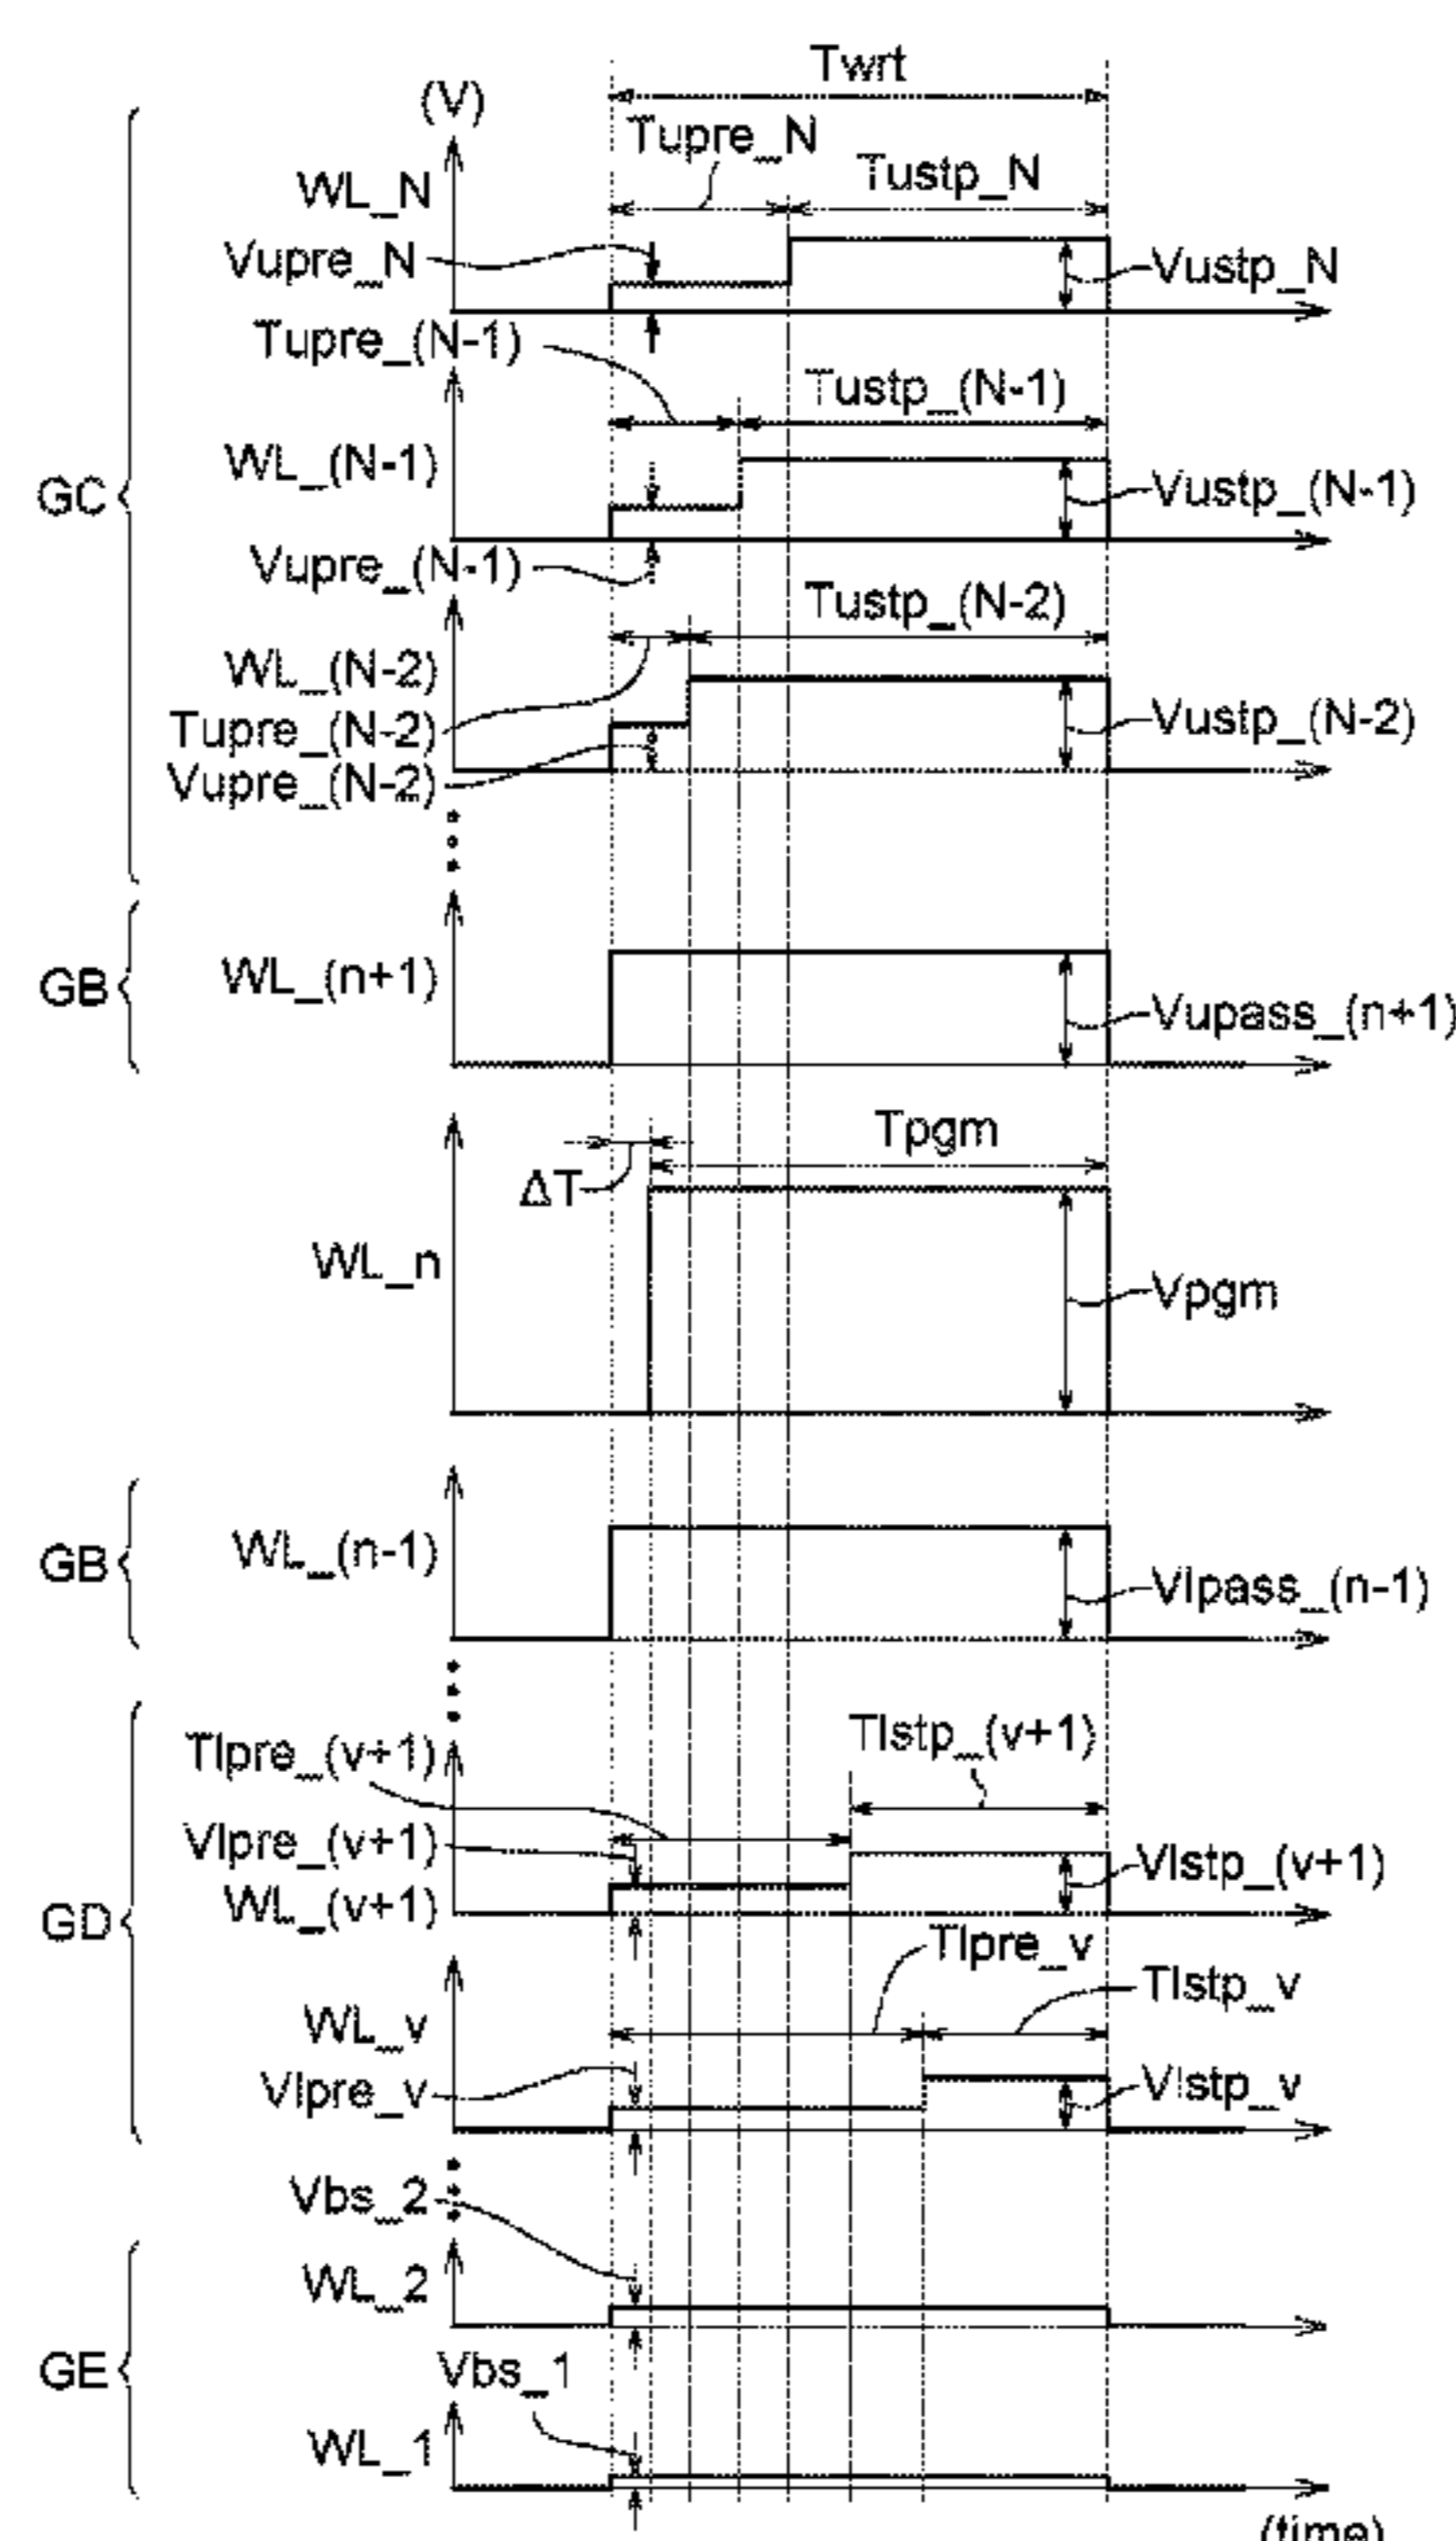 Twrt
(V)
Tupre_N
WL_N
Tustp_N
Vupre_N
Vustp_N
Tupre_(N-1)
Tustp_(N-1)
WL_(N-1)
Vustp_(N-1)
GC
Vupre_(N-1)
Tustp_(N-2)
WL_(N-2)
Tupre_(N-2)
Vustp_(N-2)
Vupre_(N-2)
GB
WL_(n+1)
Vupass_(n+1)
Tpgm
ΔT
WL_n
Vpgm
GB
WL_(n-1)
Vlpass_(n-1)
Tlpre_(v+1)
Tlstp_(v+1)
Vlpre_(v+1)
Vlstp_(v+1)
WL_(v+1)
GD
Tlpre_v
Tlstp_v
WL_v
Vlpre_v
Vlstp_v
Vbs_2
WL_2
GE
Vbs_1
WL_1
(time)